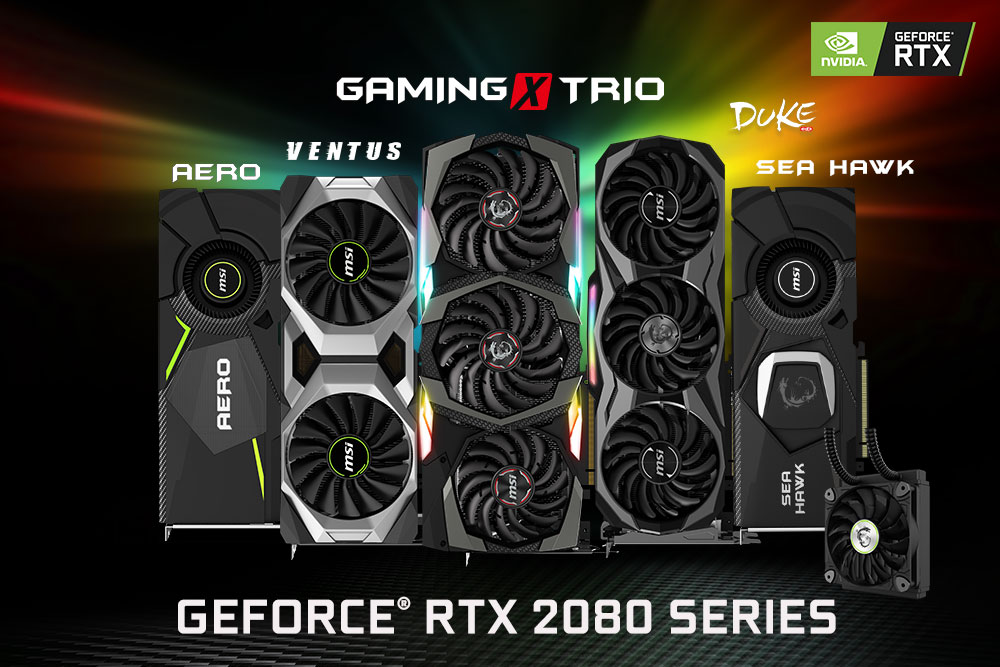 NVIDIA.
GEFORCE®
RTX
GAMING X TRIO
DUKE
VENTUS
AERO
SEA HAWK
msi
msi
msi
msi
msi
AERO
msi
msi
msi
SEA HAWK
GEFORCE® RTX 2080 SERIES